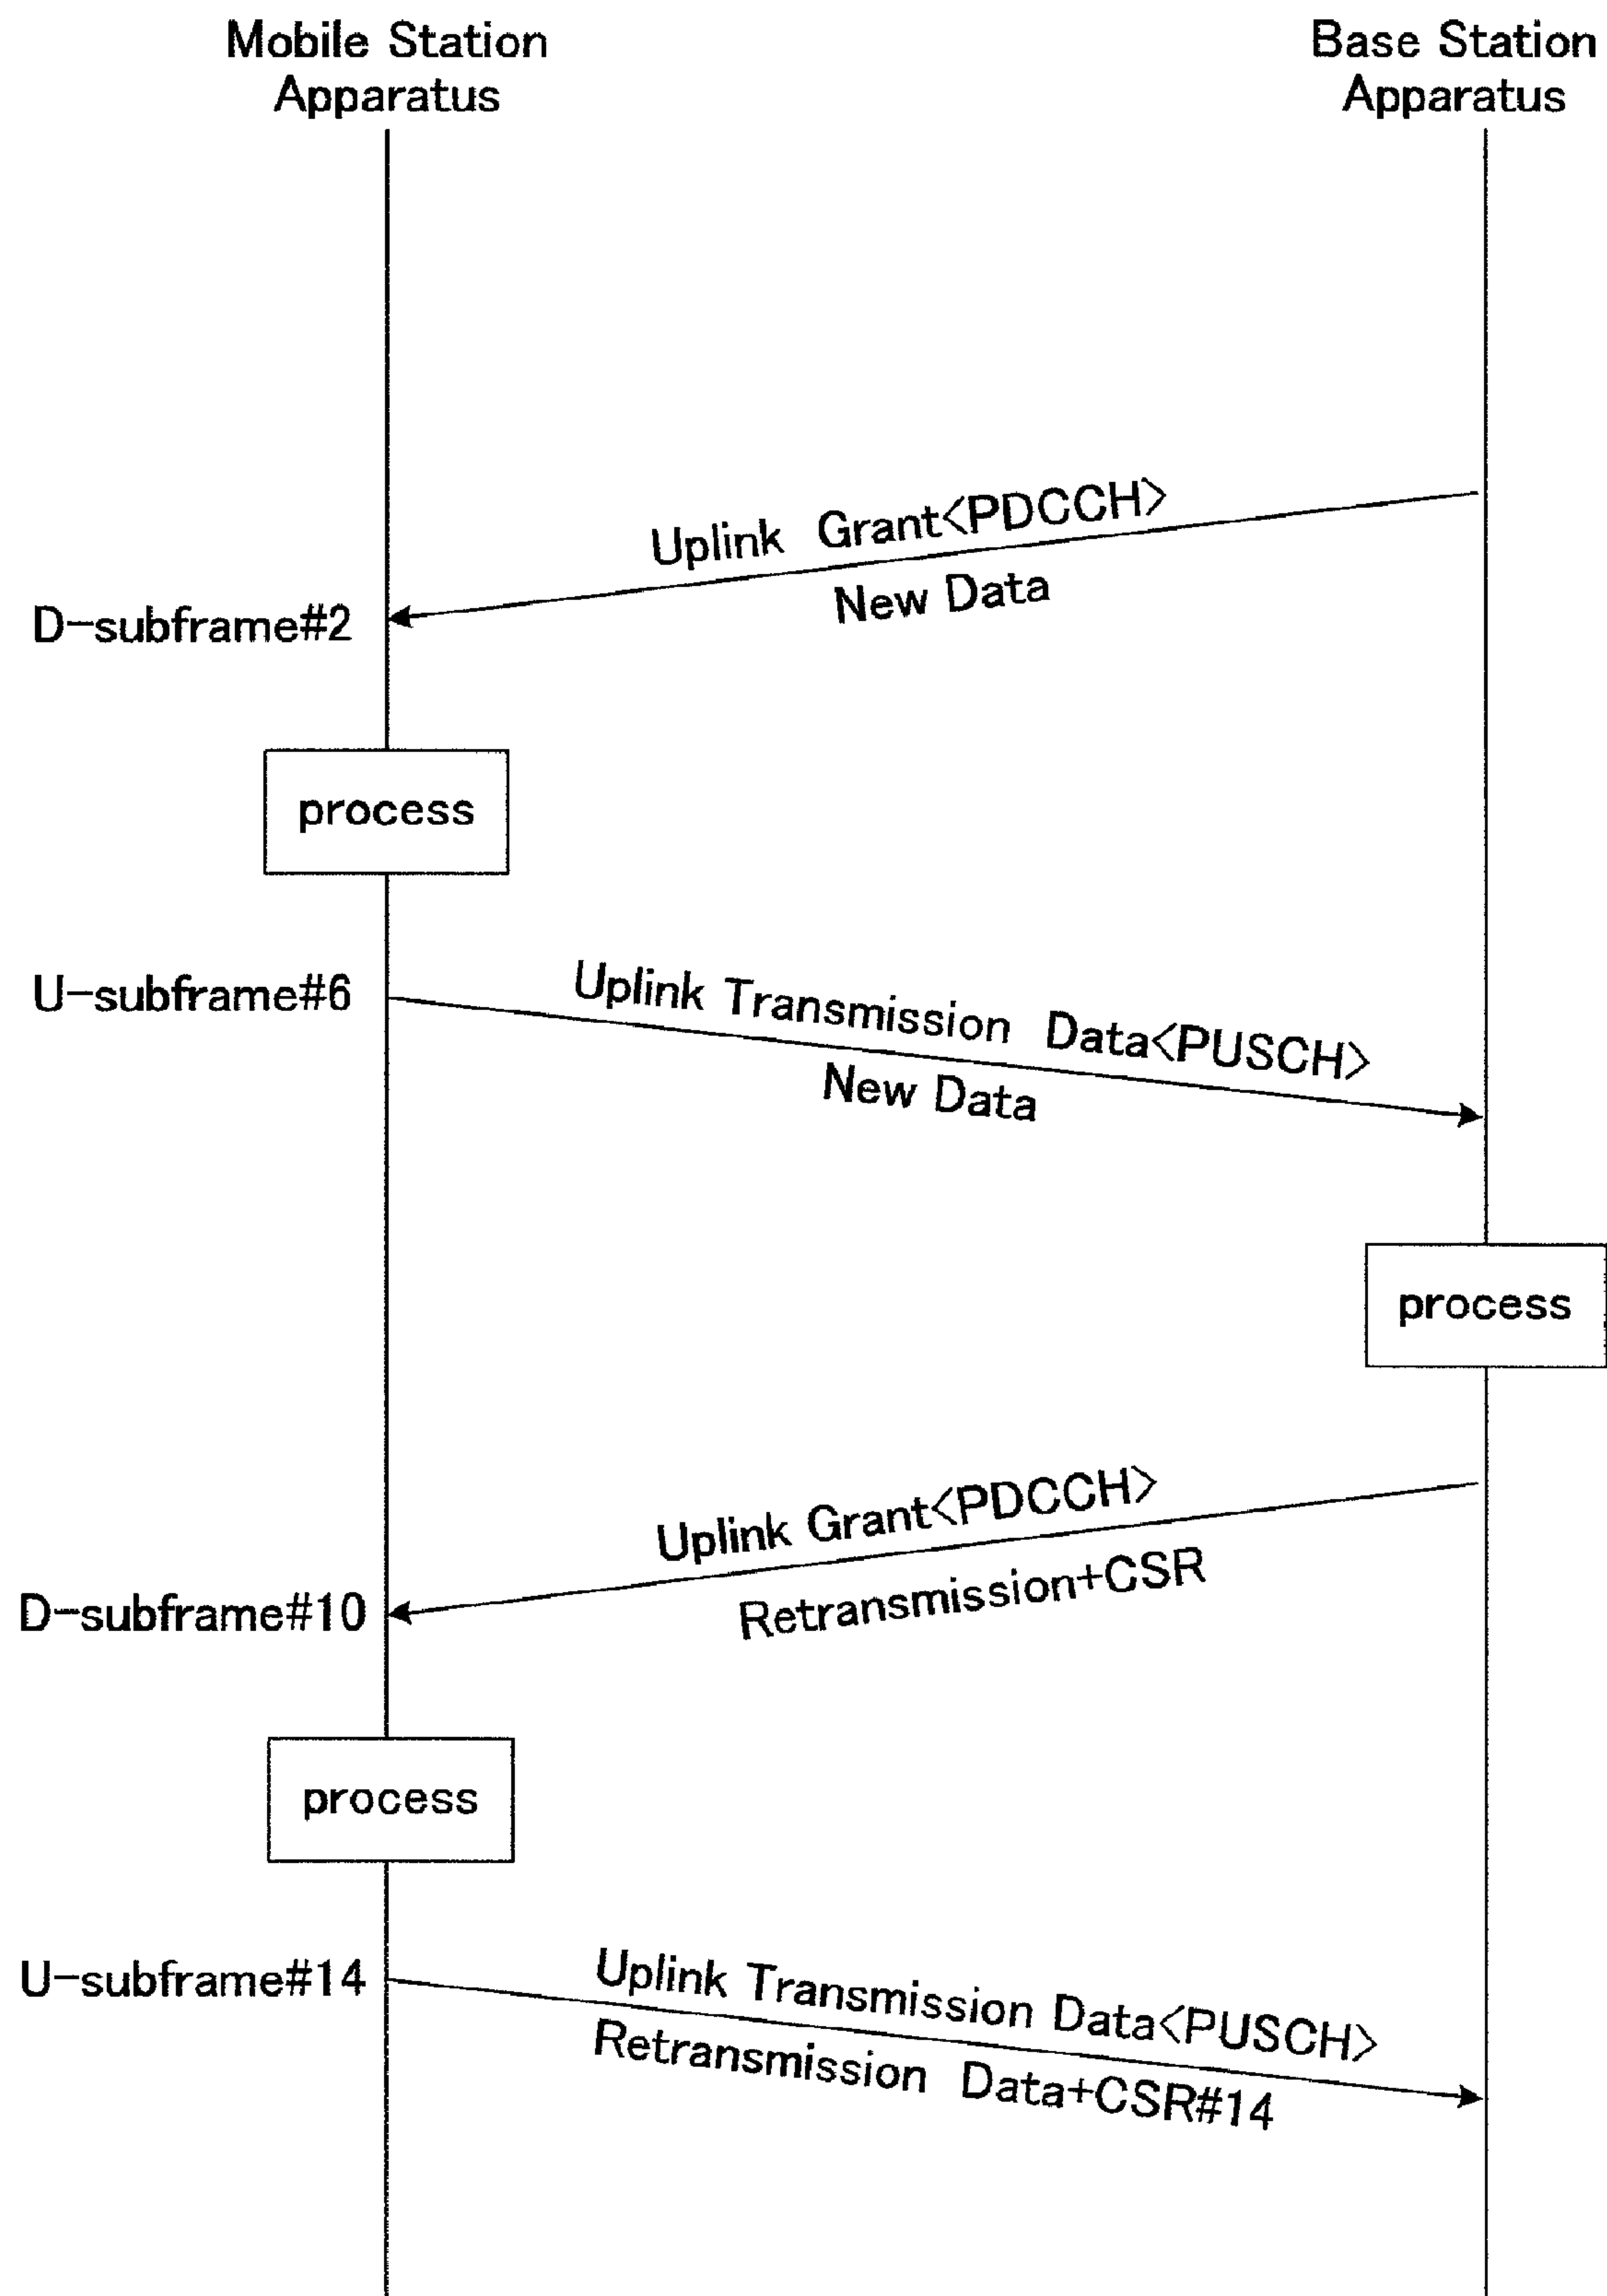 Mobile Station
Apparatus
Base Station
Apparatus
Uplink Grant<PDCCH>
New Data
D-subframe#2
process
U-subframe#6
Uplink Transmission Data<PUSCH>
New Data
process
Uplink Grant<PDCCH>
Retransmission+CSR
D-subframe#10
process
U-subframe#14
Uplink Transmission Data<PUSCH>
Retransmission Data+CSR#14